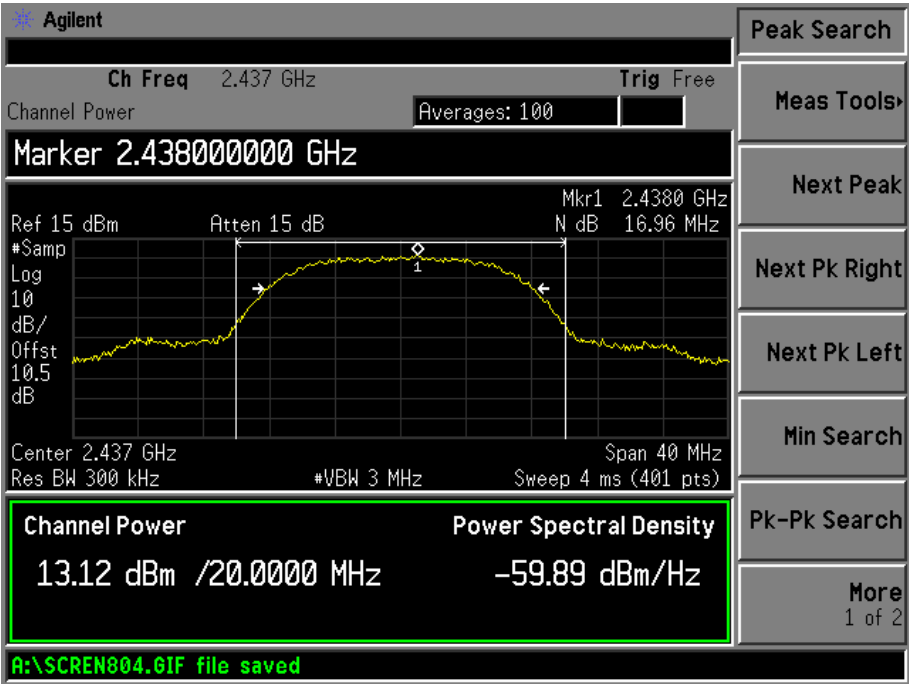 Agilent
Peak Search
Ch Freq 2.437 GHz Trig Free
Channel Power Averages: 100
Meas Tools
Marker 2.438000000 GHz
Next Peak
Mkr1 2.4380 GHz
Ref 15 dBm Atten 15 dB N dB 16.96 MHz
#Samp
Log
10
dB/
Offst
10.5
dB
1
Next Pk Right
Next Pk Left
Center 2.437 GHz Span 40 MHz
Res BW 300 kHz #VBW 3 MHz Sweep 4 ms (401 pts)
Min Search
Channel Power Power Spectral Density
13.12 dBm /20.0000 MHz -59.89 dBm/Hz
Pk-Pk Search
More
1 of 2
A:\SCREN804.GIF file saved